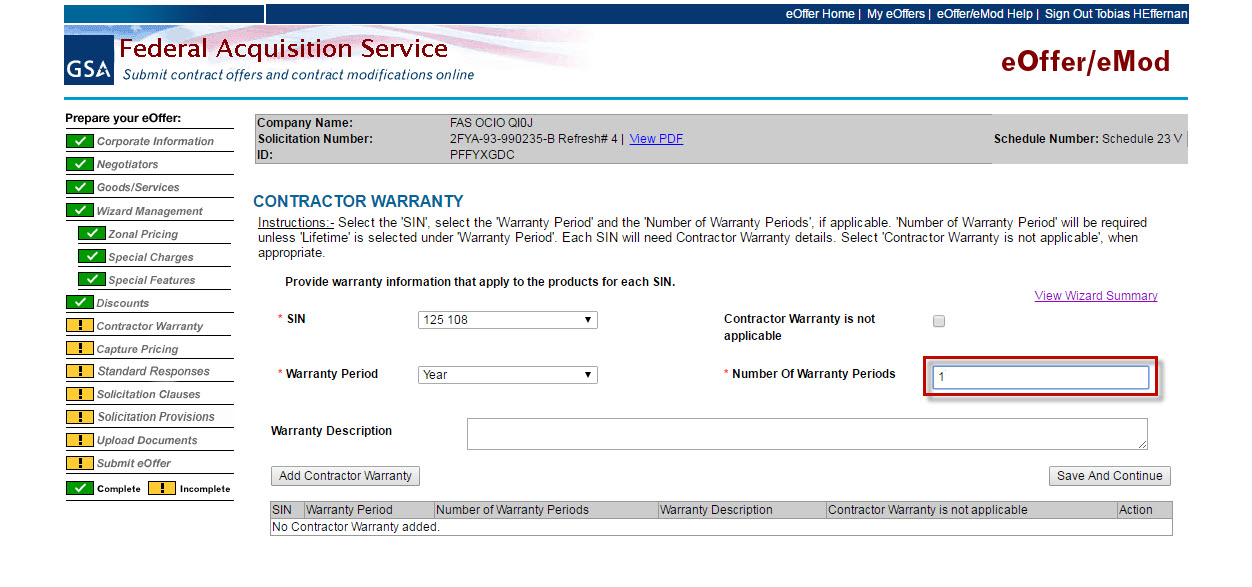 eOffer Home | My eOffers | eOffer/eMod Help | Sign Out Tobias HEffernan
GSA
Federal Acquisition Service
Submit contract offers and contract modifications online
eOffer/eMod
Prepare your eOffer:
Corporate Information
Negotiators
Goods/Services
Wizard Management
Zonal Pricing
Special Charges
Special Features
Discounts
Contractor Warranty
Capture Pricing
Standard Responses
Solicitation Clauses
Solicitation Provisions
Upload Documents
Submit eOffer
Complete ! Incomplete
Company Name: FAS OCIO QI0J
Solicitation Number: 2FYA-93-990235-B Refresh# 4 | View PDF Schedule Number: Schedule 23 V
ID: PFFYXGDC
CONTRACTOR WARRANTY
Instructions:- Select the 'SIN', select the 'Warranty Period' and the 'Number of Warranty Periods', if applicable. 'Number of Warranty Period' will be required
unless 'Lifetime' is selected under 'Warranty Period'. Each SIN will need Contractor Warranty details. Select 'Contractor Warranty is not applicable', when
appropriate.
Provide warranty information that apply to the products for each SIN.
View Wizard Summary
* SIN 125 108 Contractor Warranty is not
applicable
* Warranty Period Year * Number Of Warranty Periods 1
Warranty Description
Add Contractor Warranty Save And Continue
SIN Warranty Period Number of Warranty Periods Warranty Description Contractor Warranty is not applicable Action
No Contractor Warranty added.